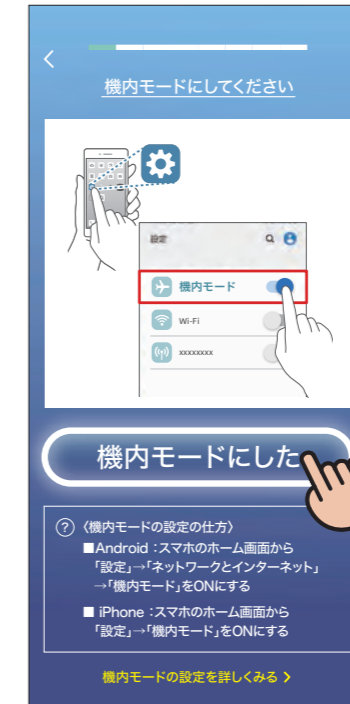 機内モードにしてください
設定
機内モード
Wi-Fi
xxxxxxxx
機内モードにした
?〈機内モードの設定の仕方〉
■Android:スマホのホーム画面から
「設定」→「ネットワークとインターネット」
→「機内モード」をONにする
■ iPhone:スマホのホーム画面から
「設定」→「機内モード」をONにする
機内モードの設定を詳しくみる >